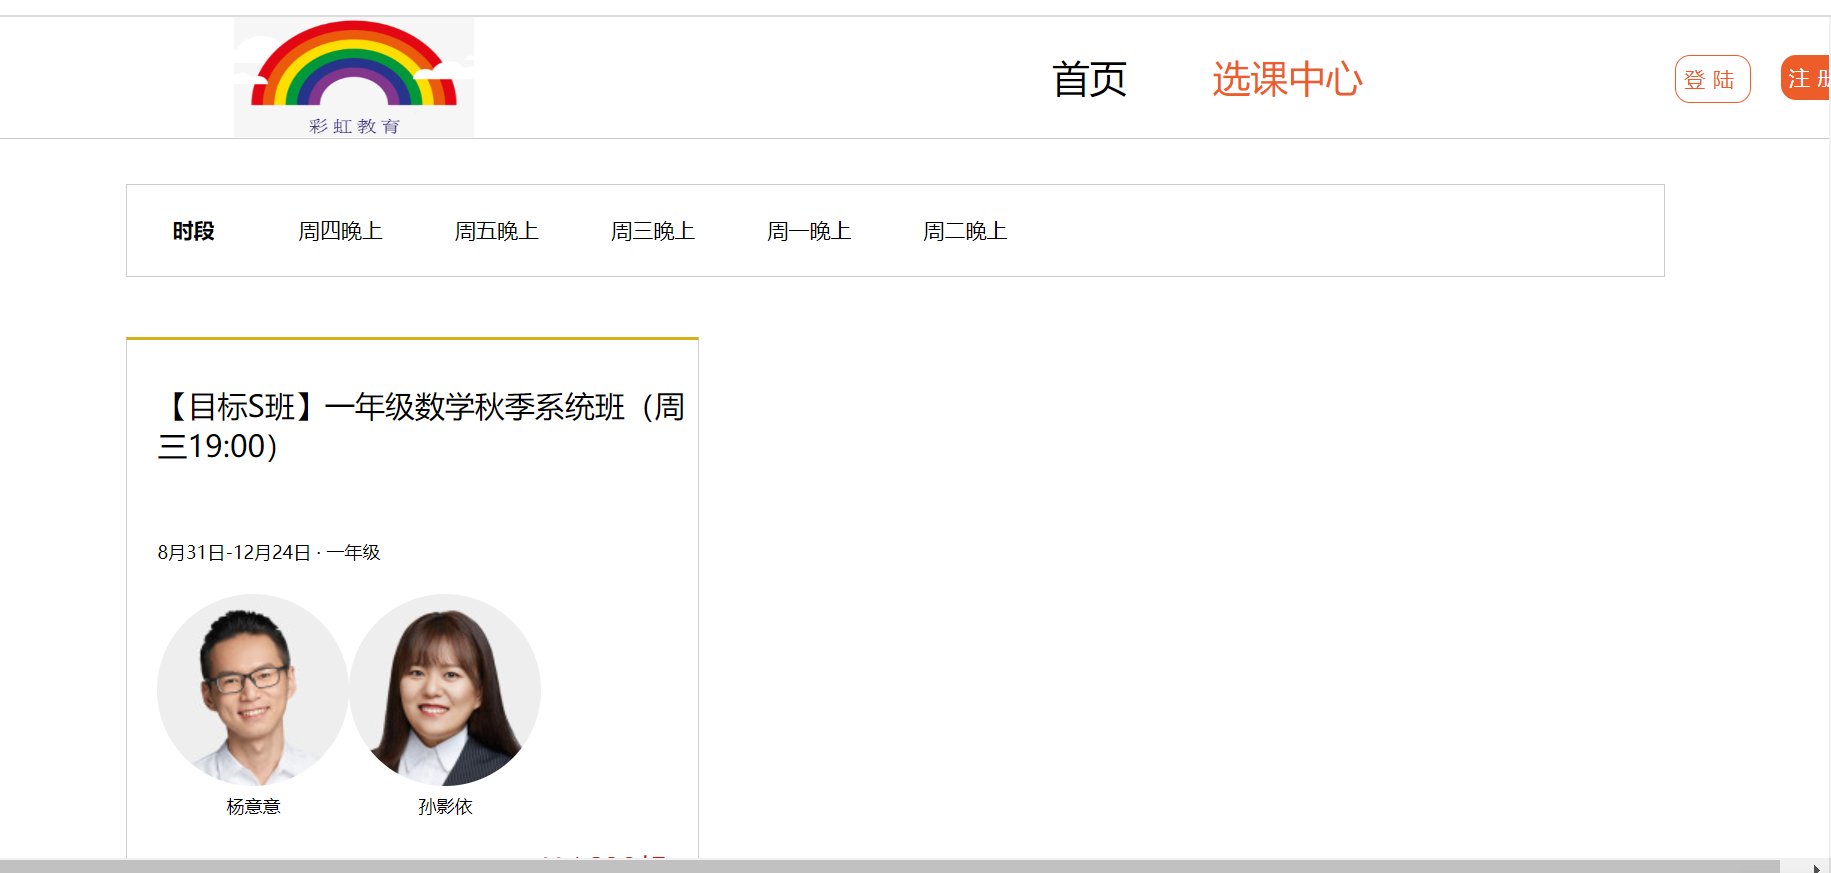 彩虹教育
首页 选课中心 登陆 注册
时段 周四晚上 周五晚上 周三晚上 周一晚上 周二晚上
【目标S班】一年级数学秋季系统班（周
三19:00）
8月31日-12月24日 · 一年级
杨意意 孙影依